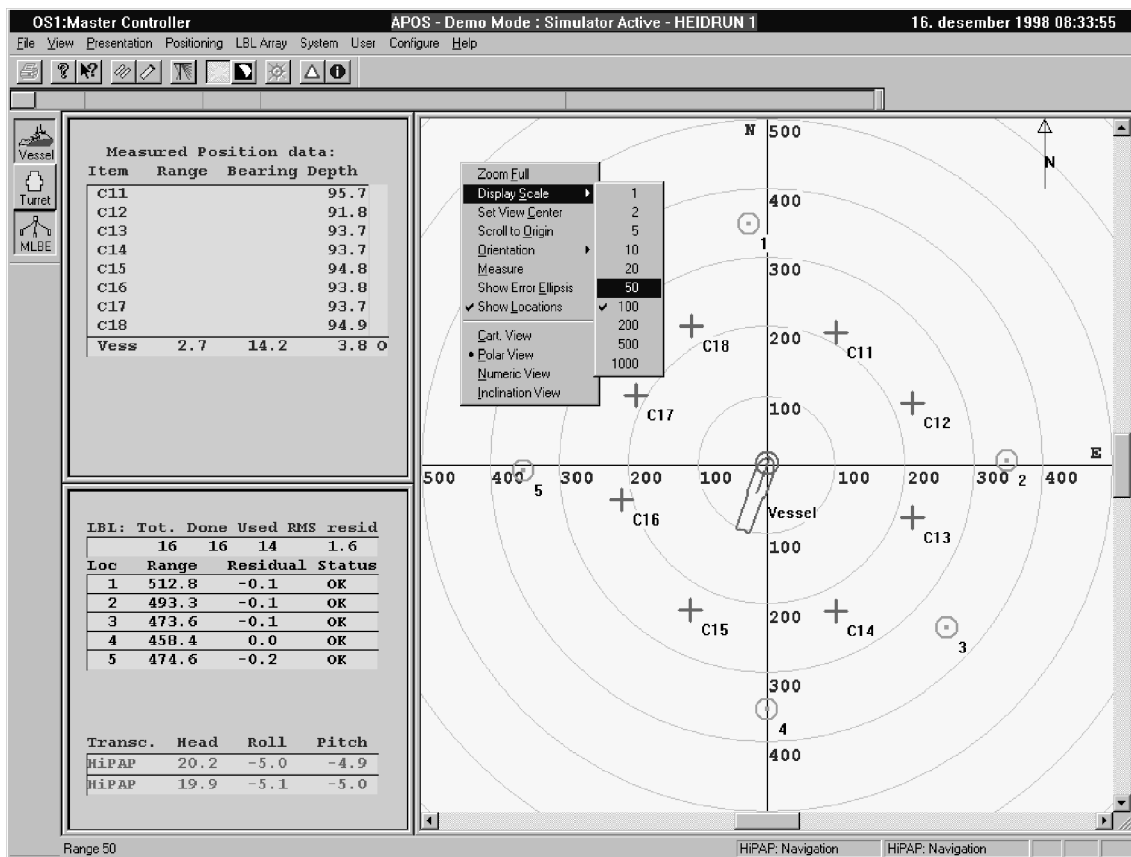 OS1:Master Controller APOS - Demo Mode : Simulator Active - HEIDRUN 1 16. desember 1998 08:33:55
File View Presentation Positioning LBL Array System User Configure Help
Vessel
Turret
MLBE
Measured Position data:
Item Range Bearing Depth
C11 95.7
C12 91.8
C13 93.7
C14 93.7
C15 94.8
C16 93.8
C17 93.7
C18 94.9
Vess 2.7 14.2 3.8 O
LBL: Tot. Done Used RMS resid
16 16 14 1.6
Loc Range Residual Status
1 512.8 -0.1 OK
2 493.3 -0.1 OK
3 473.6 -0.1 OK
4 458.4 0.0 OK
5 474.6 -0.2 OK
Transc. Head Roll Pitch
HiPAP 20.2 -5.0 -4.9
HiPAP 19.9 -5.1 -5.0
Zoom Full
Display Scale
Set View Center
Scroll to Origin
Orientation
Measure
Show Error Ellipsis
Show Locations
Cart. View
Polar View
Numeric View
Inclination View
1
2
5
10
20
50
100
200
500
1000
N 500
N
400
1
300
200
C18 C11
100
C17 C12
E
500 400 300 200 100 100 200 300 400
5 2
Vessel
C16 C13
100
200
C15 C14
3
300
4
400
Range 50 HiPAP: Navigation HiPAP: Navigation